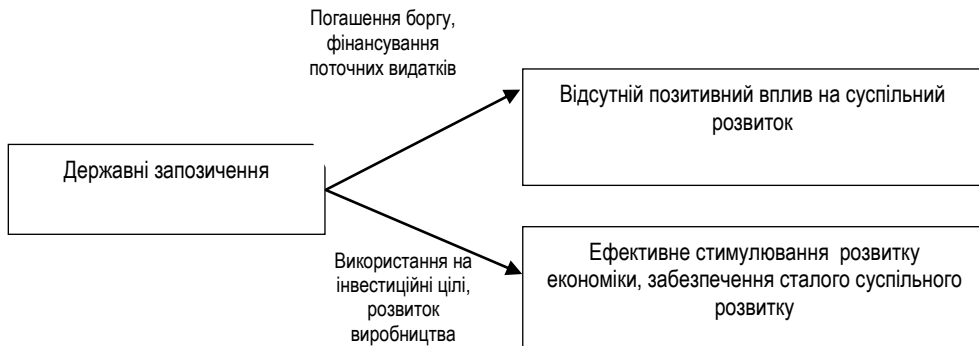 Погашення боргу,
фінансування
поточних видатків
Відсутній позитивний вплив на суспільний
розвиток
Державні запозичення
Ефективне стимулювання розвитку
економіки, забезпечення сталого суспільного
розвитку
Використання на
інвестиційні цілі,
розвиток
виробництва